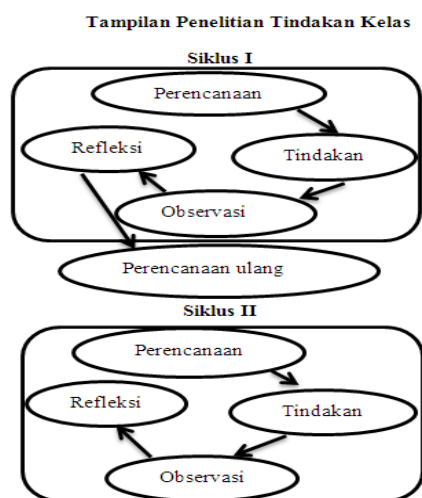 Tampilan Penelitian Tindakan Kelas
Siklus I
Perencanaan
Refleksi
Tindakan
Observasi
Perencanaan ulang
Siklus II
Perencanaan
Refleksi
Tindakan
Observasi